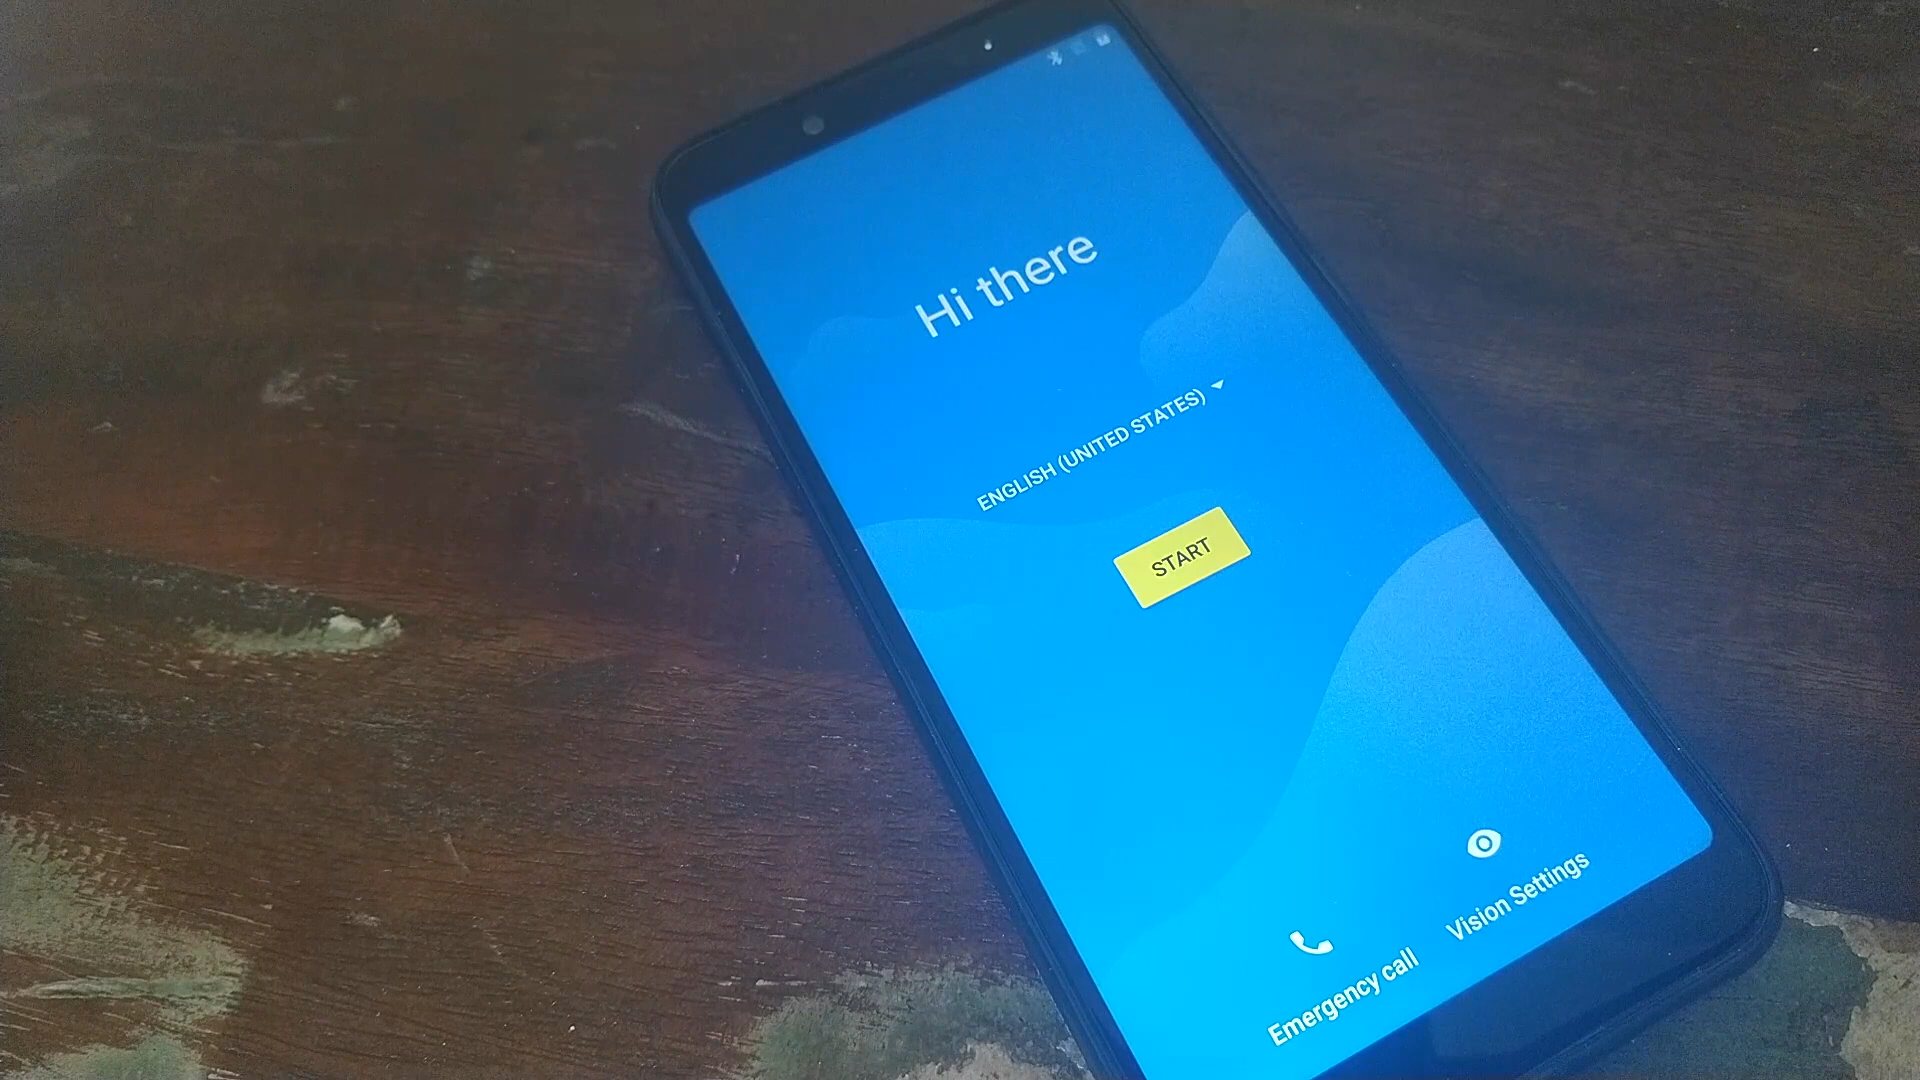 Hi there
ENGLISH (UNITED STATES)
START
Emergency call
Vision Settings